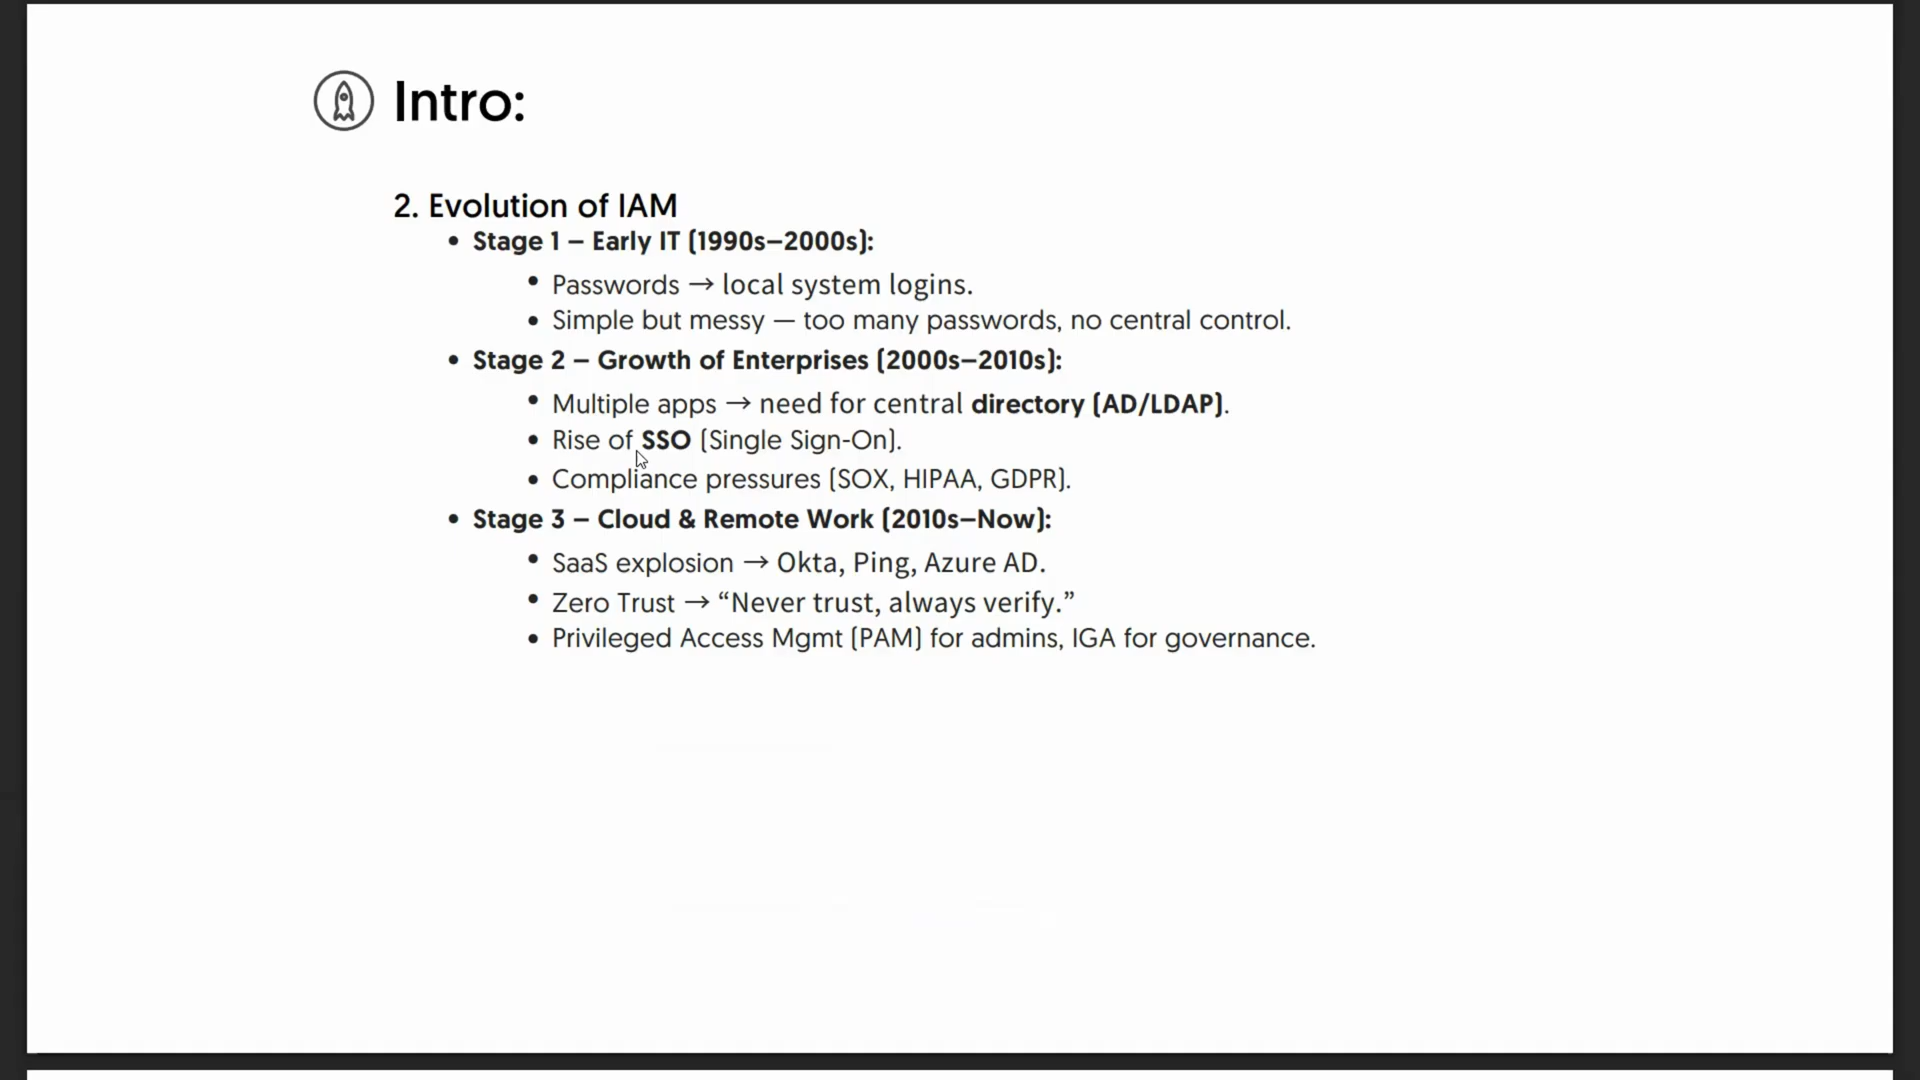 Intro:
2. Evolution of IAM
• Stage 1 – Early IT (1990s–2000s):
• Passwords → local system logins.
• Simple but messy — too many passwords, no central control.
• Stage 2 – Growth of Enterprises (2000s–2010s):
• Multiple apps → need for central directory (AD/LDAP).
• Rise of SSO (Single Sign-On).
• Compliance pressures (SOX, HIPAA, GDPR).
• Stage 3 – Cloud & Remote Work (2010s–Now):
• SaaS explosion → Okta, Ping, Azure AD.
• Zero Trust → “Never trust, always verify.”
• Privileged Access Mgmt (PAM) for admins, IGA for governance.